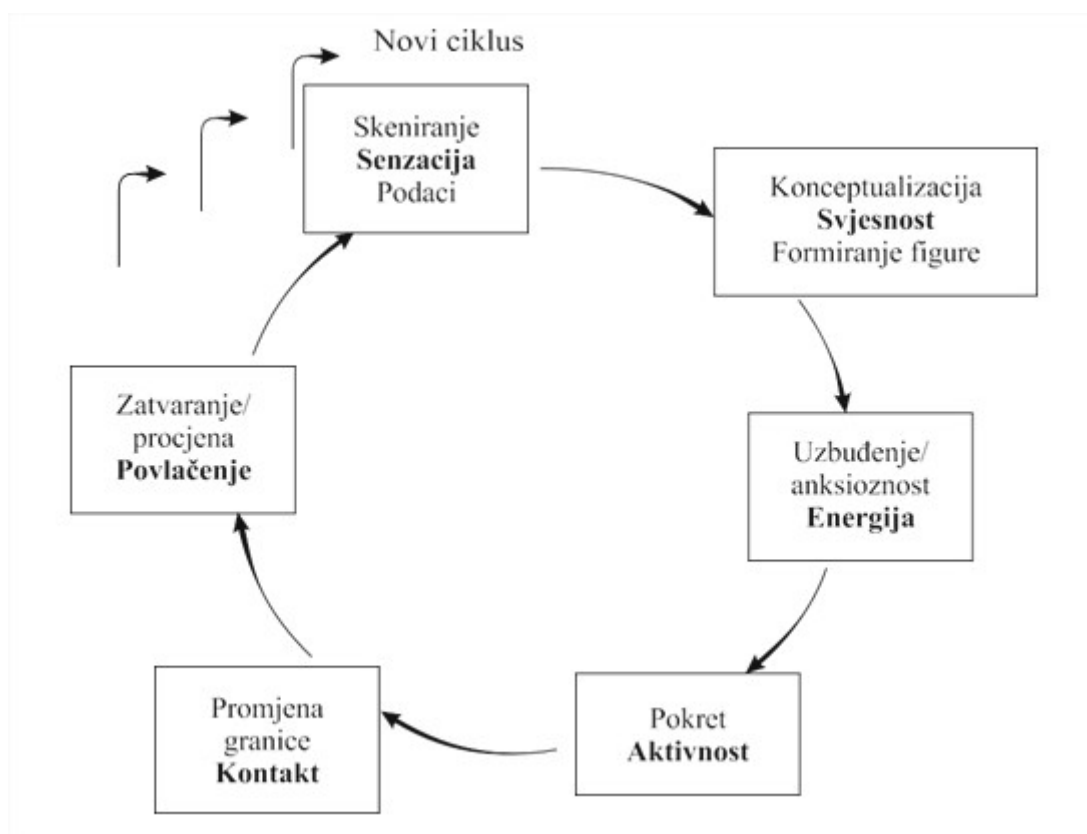 Novi ciklus
Skeniranje
Senzacija
Podaci
Konceptualizacija
Svjesnost
Formiranje figure
Uzbuđenje/
anksioznost
Energija
Pokret
Aktivnost
Promjena
granice
Kontakt
Zatvaranje/
procjena
Povlačenje